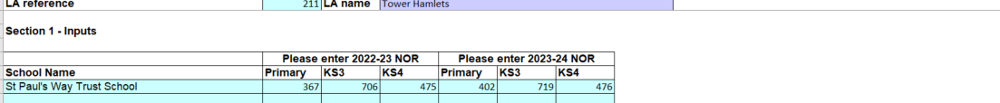 LA reference 211 LA name Tower Hamlets
Section 1 - Inputs
Please enter 2022-23 NOR Please enter 2023-24 NOR
School Name Primary KS3 KS4 Primary KS3 KS4
St Paul's Way Trust School 367 706 475 402 719 476